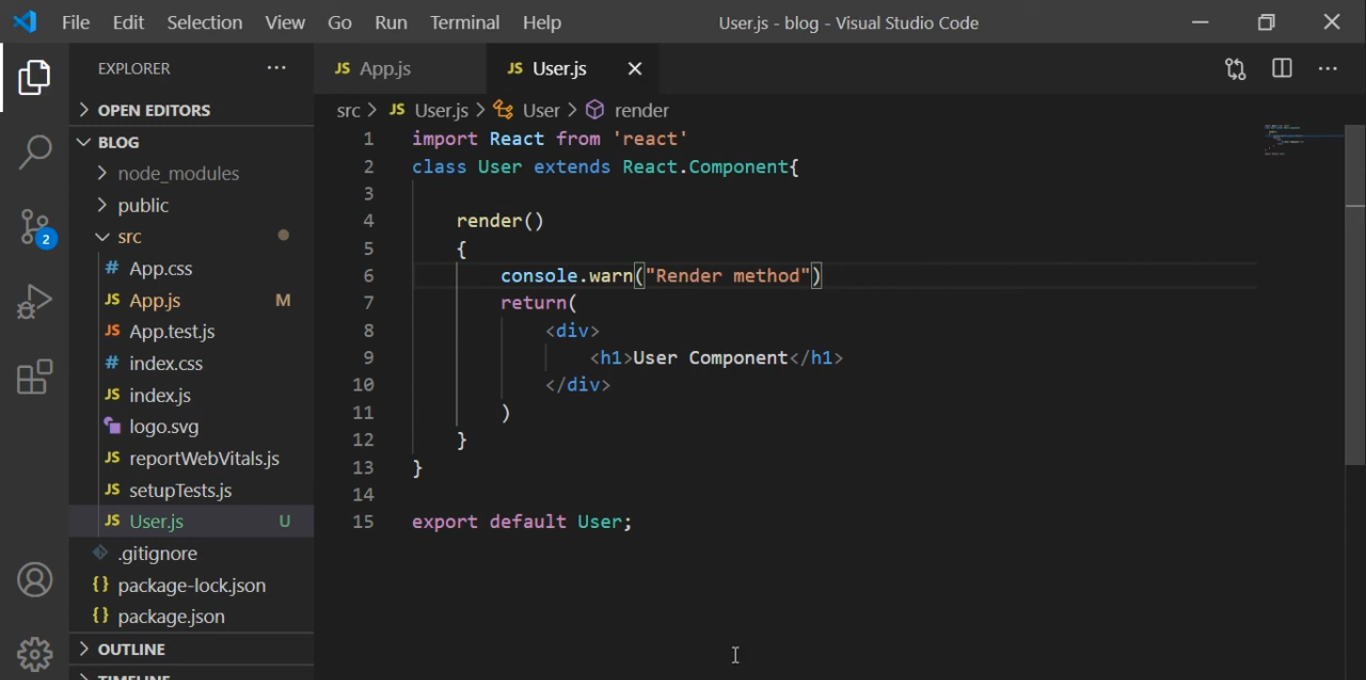 File Edit Selection View Go Run Terminal Help User.js - blog - Visual Studio Code
EXPLORER ...
OPEN EDITORS
BLOG
node_modules
public
src
# App.css
JS App.js M
JS App.test.js
# index.css
JS index.js
logo.svg
JS reportWebVitals.js
JS setupTests.js
JS User.js U
.gitignore
{} package-lock.json
{} package.json
OUTLINE
TIMELINE
2
JS App.js JS User.js
src > JS User.js > User > render
1 import React from 'react'
2 class User extends React.Component{
3
4 render()
5 {
6 console.warn("Render method")
7 return(
8 <div>
9 <h1>User Component</h1>
10 </div>
11 )
12 }
13 }
14
15 export default User;